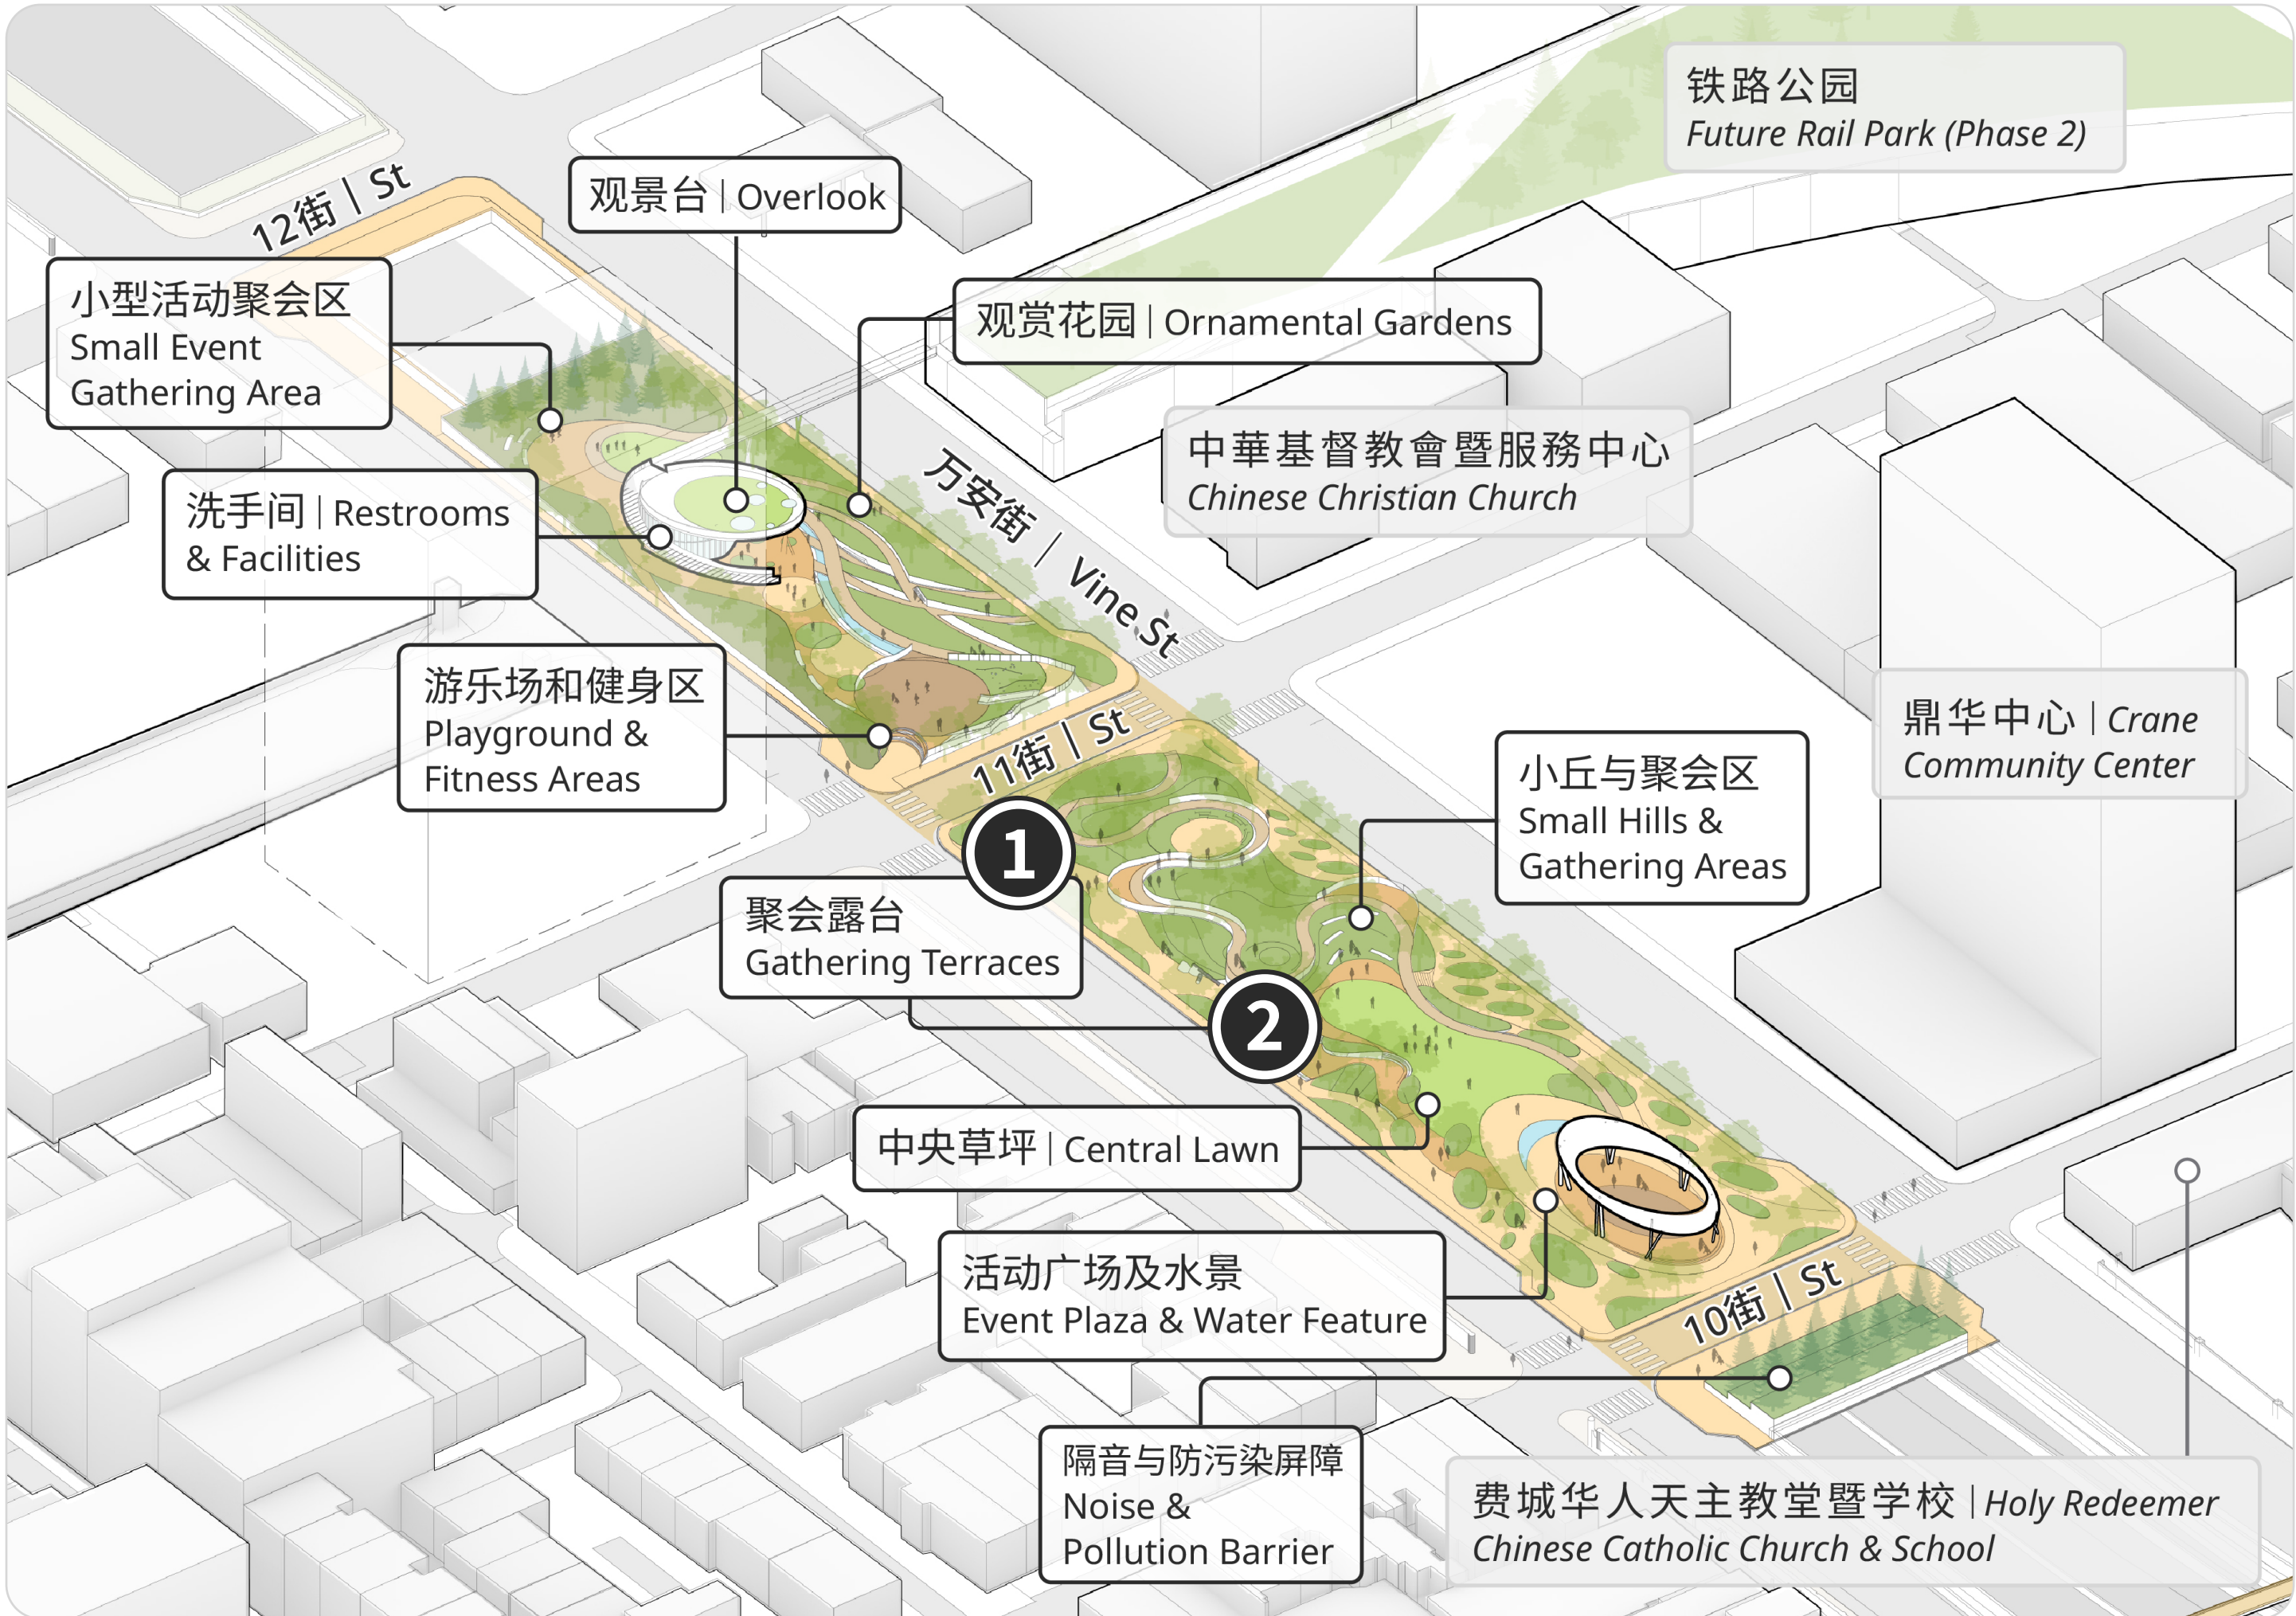 铁路公园
Future Rail Park (Phase 2)
12街 | St
观景台 | Overlook
小型活动聚会区
Small Event
Gathering Area
观赏花园 | Ornamental Gardens
中華基督教會暨服務中心
Chinese Christian Church
洗手间 | Restrooms
& Facilities
万安街 | Vine St
游乐场和健身区
Playground &
Fitness Areas
11街 | St
鼎华中心 | Crane
Community Center
小丘与聚会区
Small Hills &
Gathering Areas
1
聚会露台
Gathering Terraces
2
中央草坪 | Central Lawn
活动广场及水景
Event Plaza & Water Feature
10街 | St
隔音与防污染屏障
Noise &
Pollution Barrier
费城华人天主教堂暨学校 | Holy Redeemer
Chinese Catholic Church & School